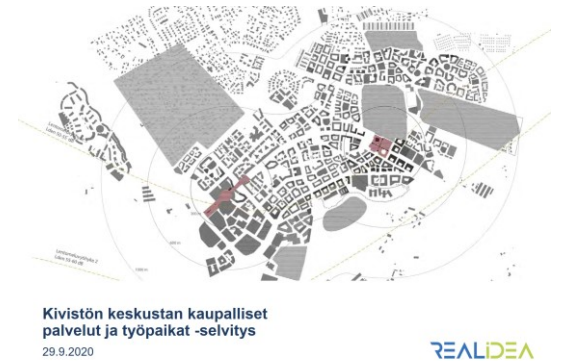 Kivistön keskustan kaupalliset
palvelut ja työpaikat -selvitys
29.9.2020
REALIDEA